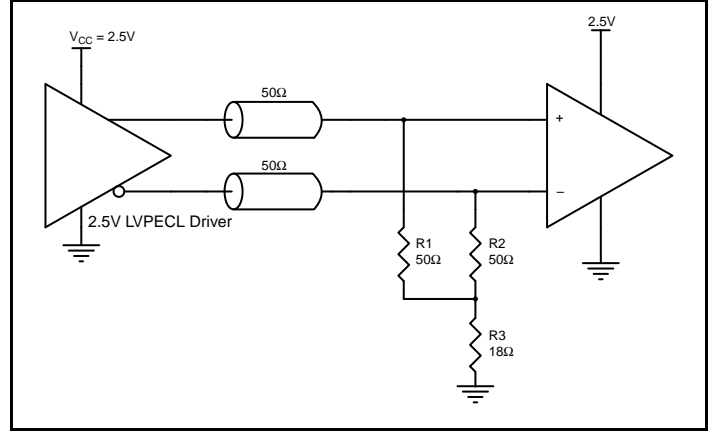 V_CC = 2.5V
2.5V
50Ω
+
50Ω
–
2.5V LVPECL Driver
R1
50Ω
R2
50Ω
R3
18Ω